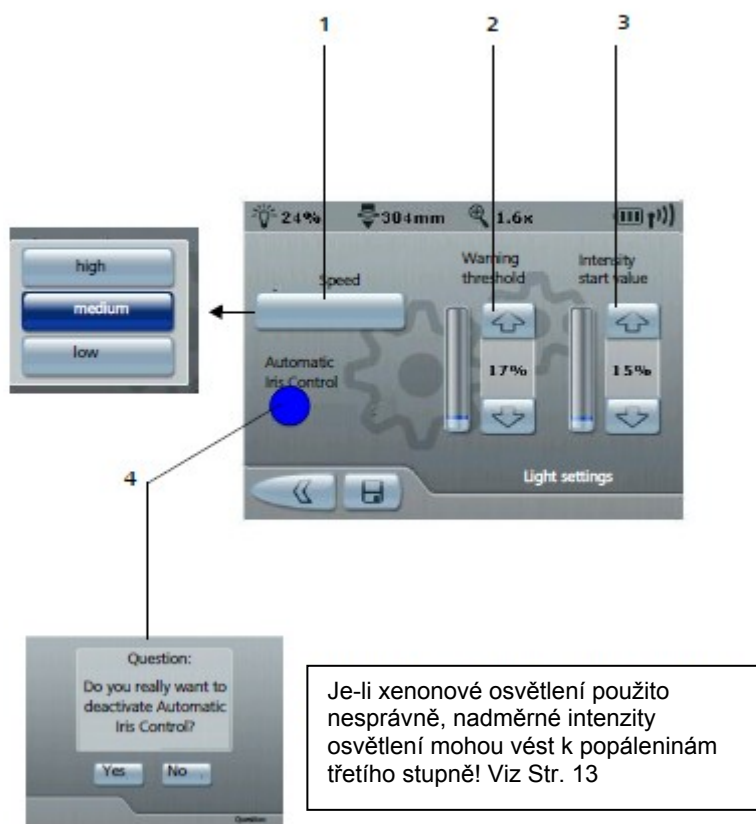 1 2 3
24% 304mm 1.6x
high
medium
low
Speed
Warning
threshold
Intensity
start value
Automatic
Iris Control
17% 15%
4
Light settings
Question:
Do you really want to
deactivate Automatic
Iris Control?
Yes No
Question
Je-li xenonové osvětlení použito
nesprávně, nadměrné intenzity
osvětlení mohou vést k popáleninám
třetího stupně! Viz Str. 13